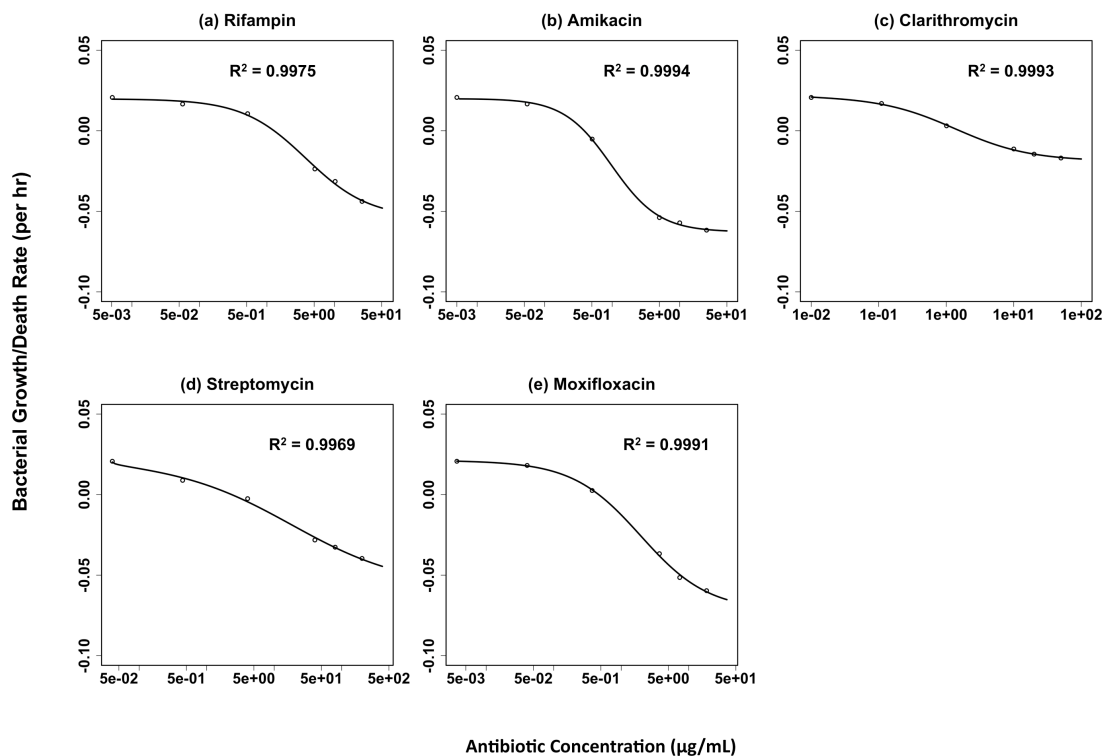 (a) Rifampin
(b) Amikacin
(c) Clarithromycin
0.05
0.00
-0.05
-0.10
R² = 0.9975
5e-03 5e-02 5e-01 5e+00 5e+01
0.05
0.00
-0.05
-0.10
R² = 0.9994
5e-03 5e-02 5e-01 5e+00 5e+01
0.05
0.00
-0.05
-0.10
R² = 0.9993
1e-02 1e-01 1e+00 1e+01 1e+02
Bacterial Growth/Death Rate (per hr)
(d) Streptomycin
(e) Moxifloxacin
0.05
0.00
-0.05
-0.10
R² = 0.9969
5e-02 5e-01 5e+00 5e+01 5e+02
0.05
0.00
-0.05
-0.10
R² = 0.9991
5e-03 5e-02 5e-01 5e+00 5e+01
Antibiotic Concentration (µg/mL)